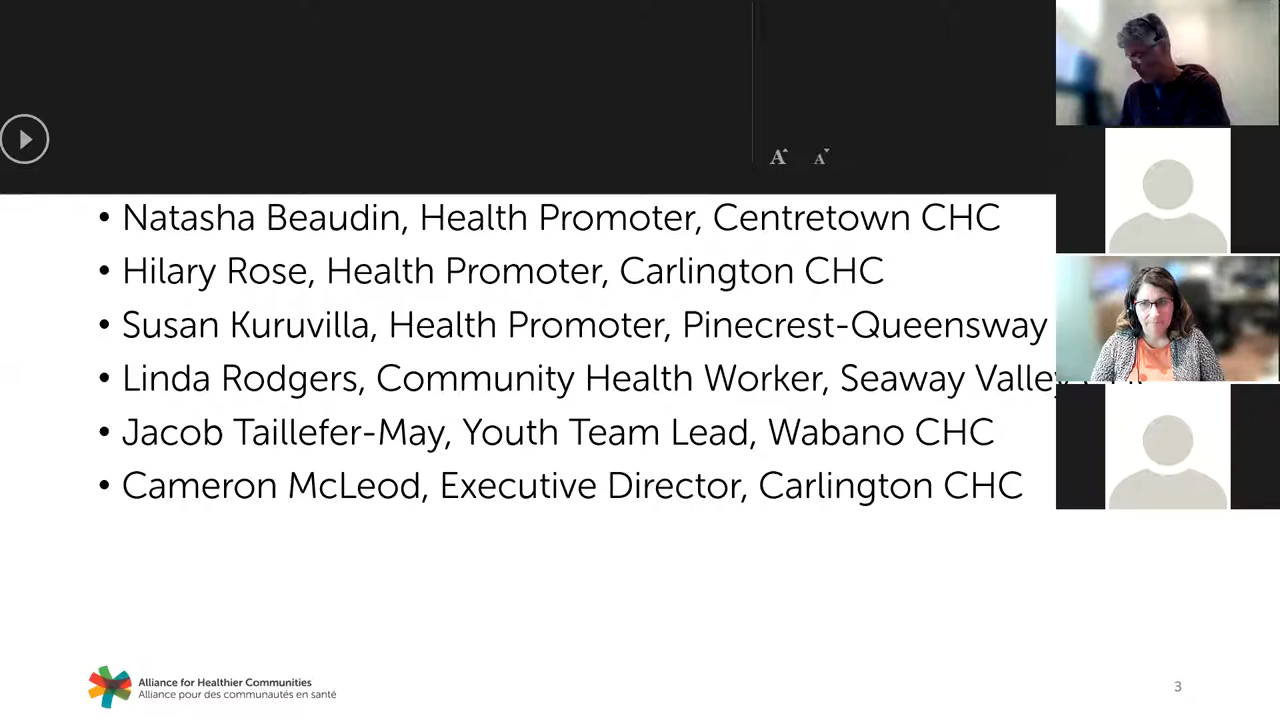 A A
• Natasha Beaudin, Health Promoter, Centretown CHC
• Hilary Rose, Health Promoter, Carlington CHC
• Susan Kuruvilla, Health Promoter, Pinecrest-Queensway
• Linda Rodgers, Community Health Worker, Seaway Valley
• Jacob Taillefer-May, Youth Team Lead, Wabano CHC
• Cameron McLeod, Executive Director, Carlington CHC
Alliance for Healthier Communities
Alliance pour des communautés en santé
3